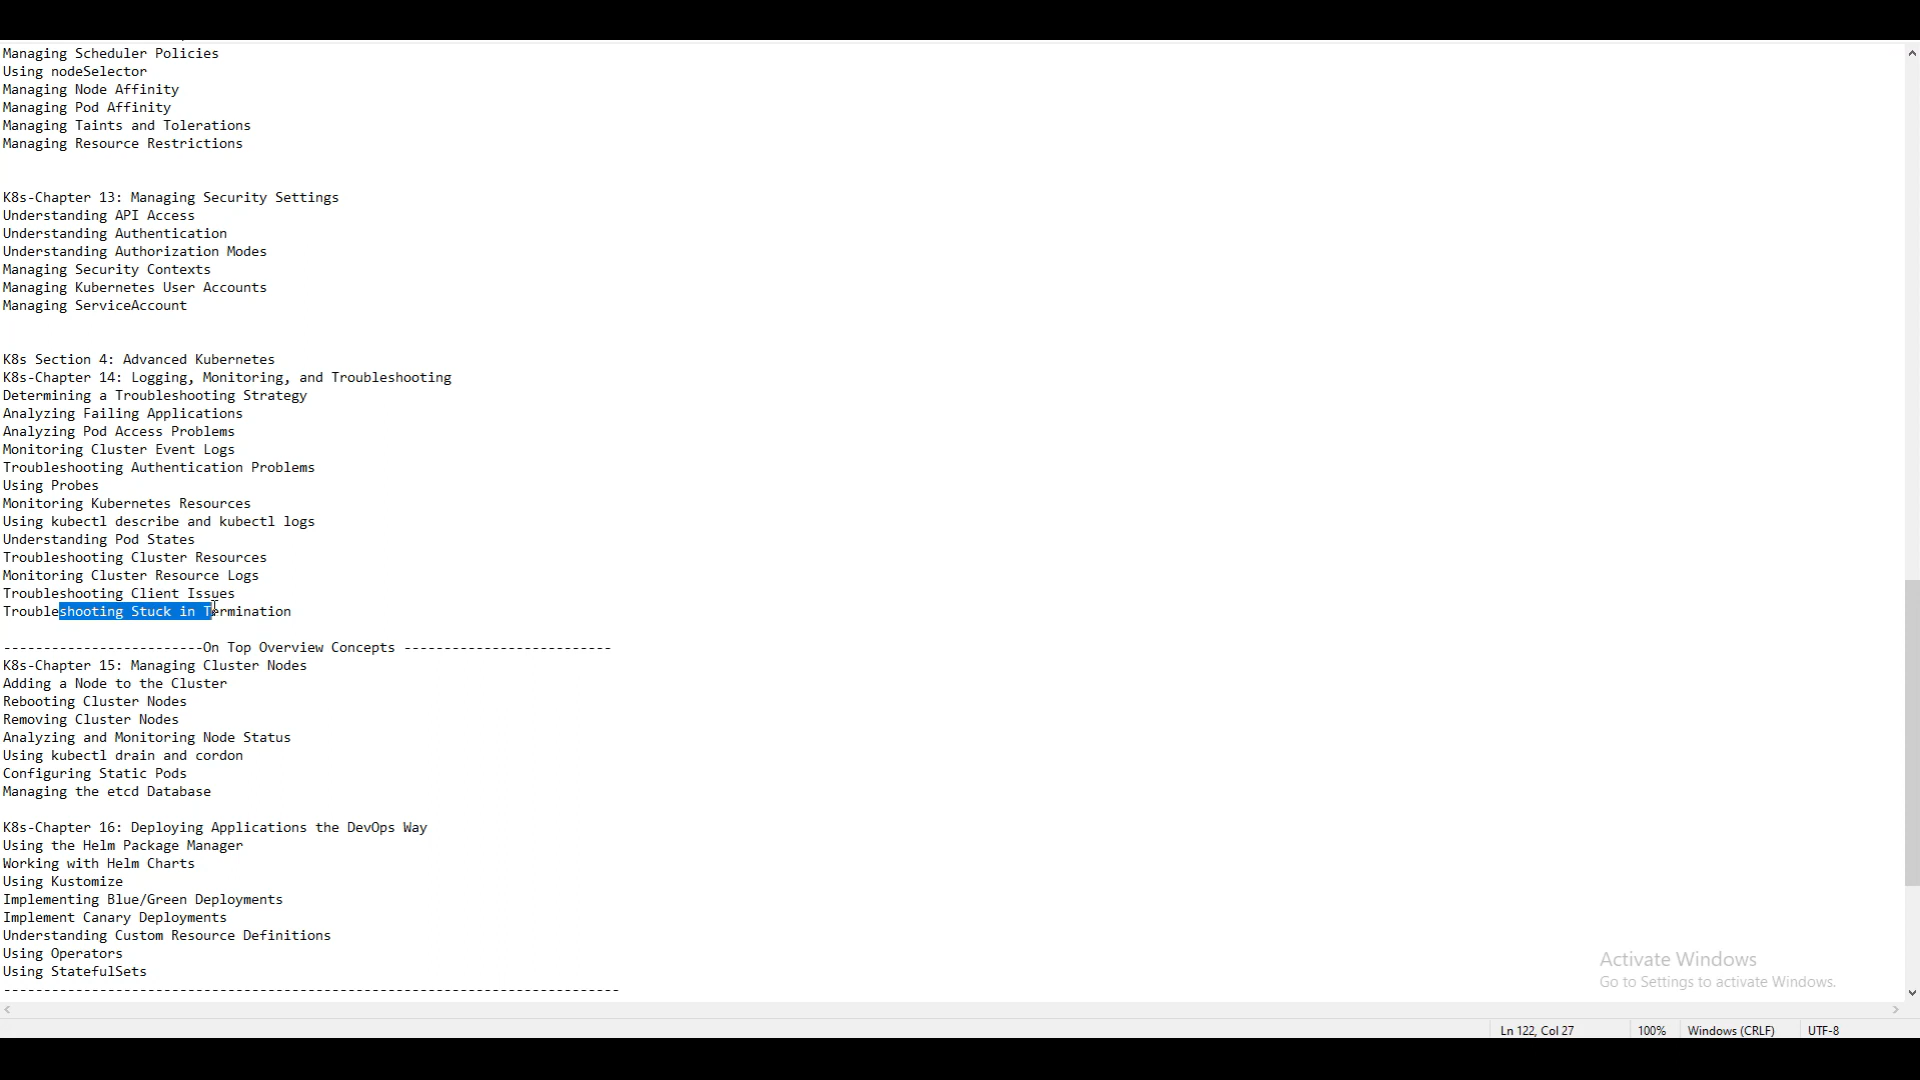 Managing Scheduler Policies
Using nodeSelector
Managing Node Affinity
Managing Pod Affinity
Managing Taints and Tolerations
Managing Resource Restrictions
K8s-Chapter 13: Managing Security Settings
Understanding API Access
Understanding Authentication
Understanding Authorization Modes
Managing Security Contexts
Managing Kubernetes User Accounts
Managing ServiceAccount
K8s Section 4: Advanced Kubernetes
K8s-Chapter 14: Logging, Monitoring, and Troubleshooting
Determining a Troubleshooting Strategy
Analyzing Failing Applications
Analyzing Pod Access Problems
Monitoring Cluster Event Logs
Troubleshooting Authentication Problems
Using Probes
Monitoring Kubernetes Resources
Using kubectl describe and kubectl logs
Understanding Pod States
Troubleshooting Cluster Resources
Monitoring Cluster Resource Logs
Troubleshooting Client Issues
Troubleshooting Stuck in Termination
-------------------------On Top Overview Concepts --------------------------
K8s-Chapter 15: Managing Cluster Nodes
Adding a Node to the Cluster
Rebooting Cluster Nodes
Removing Cluster Nodes
Analyzing and Monitoring Node Status
Using kubectl drain and cordon
Configuring Static Pods
Managing the etcd Database
K8s-Chapter 16: Deploying Applications the DevOps Way
Using the Helm Package Manager
Working with Helm Charts
Using Kustomize
Implementing Blue/Green Deployments
Implement Canary Deployments
Understanding Custom Resource Definitions
Using Operators
Using StatefulSets
-----------------------------------------------------------------------------
Activate Windows
Go to Settings to activate Windows.
Ln 122, Col 27
100%
Windows (CRLF)
UTF-8